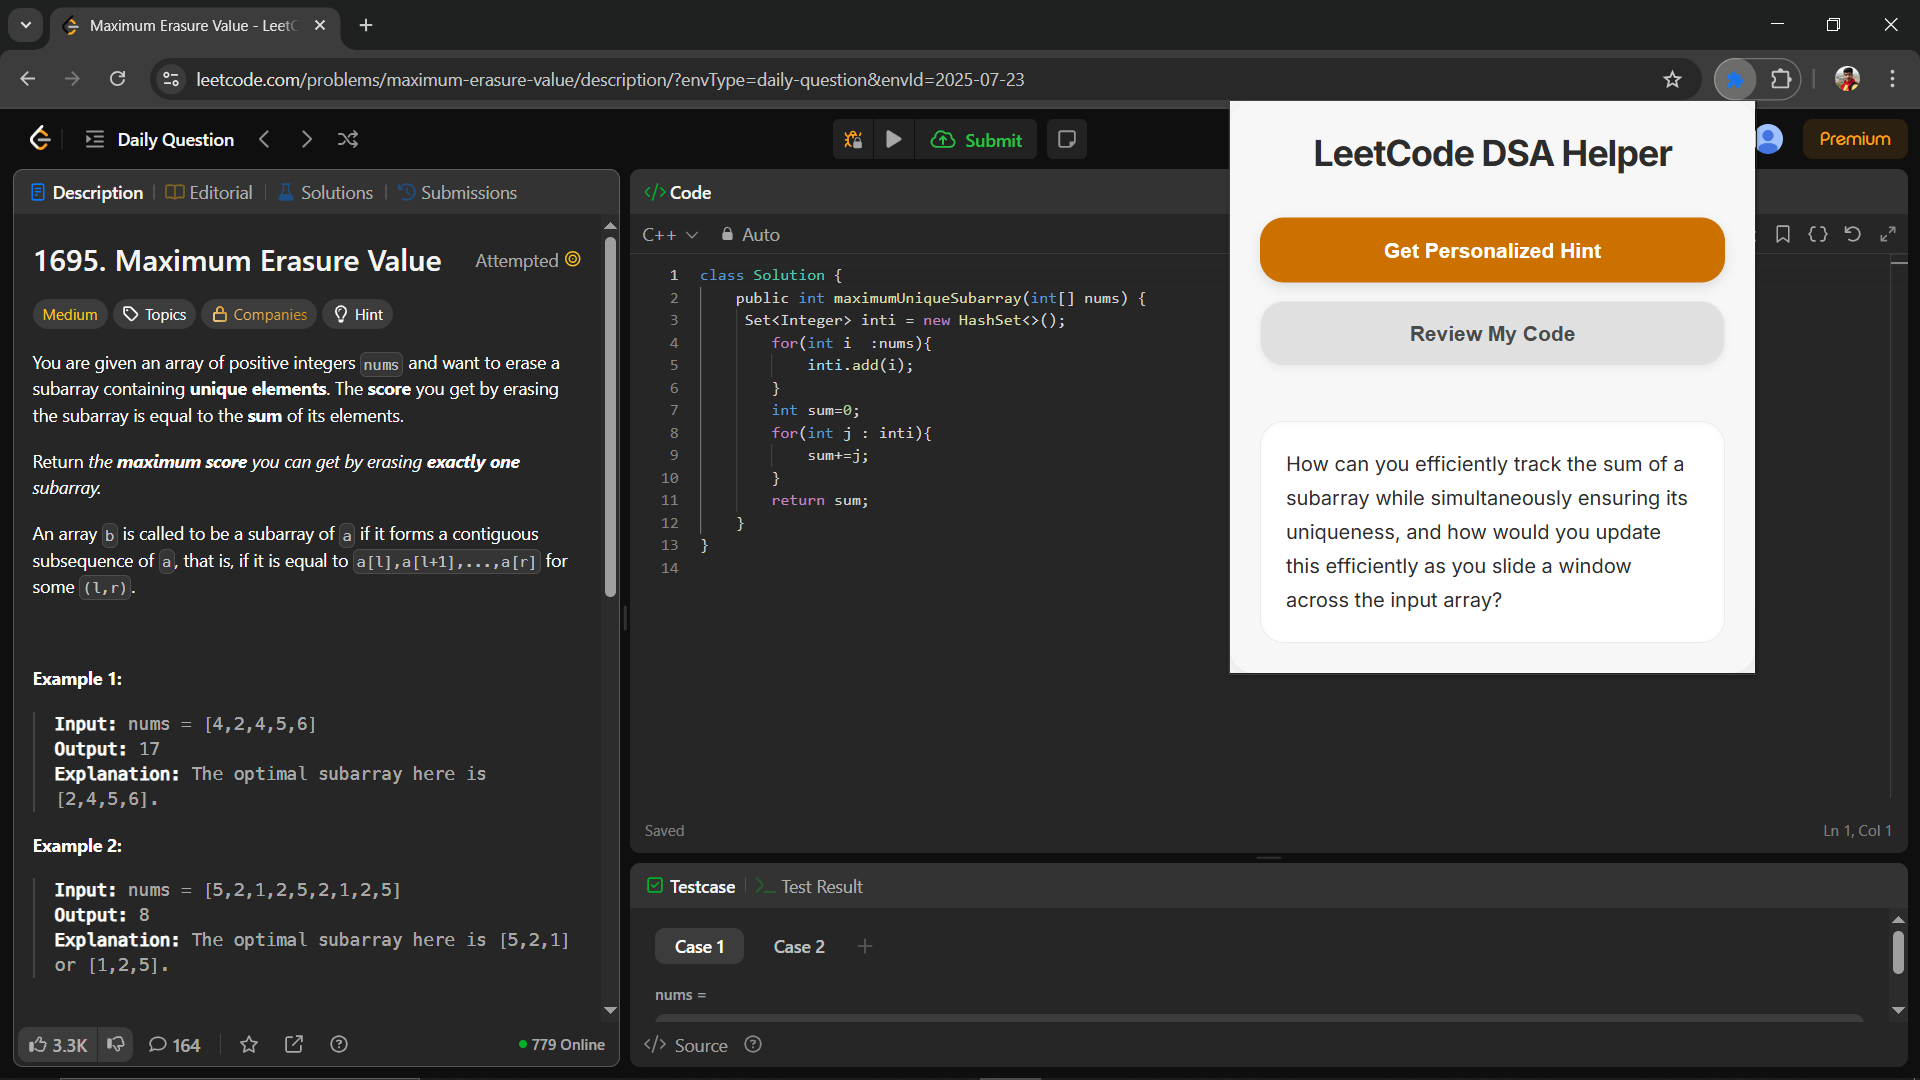 Maximum Erasure Value - LeetC
leetcode.com/problems/maximum-erasure-value/description/?envType=daily-question&envId=2025-07-23
Daily Question
Submit
Premium
Description
Editorial
Solutions
Submissions
1695. Maximum Erasure Value
Attempted
Medium
Topics
Companies
Hint
You are given an array of positive integers nums and want to erase a
subarray containing unique elements. The score you get by erasing
the subarray is equal to the sum of its elements.
Return the maximum score you can get by erasing exactly one
subarray.
An array b is called to be a subarray of a if it forms a contiguous
subsequence of a, that is, if it is equal to a[l],a[l+1],...,a[r] for
some (l,r).
Example 1:
Input: nums = [4,2,4,5,6]
Output: 17
Explanation: The optimal subarray here is
[2,4,5,6].
Example 2:
Input: nums = [5,2,1,2,5,2,1,2,5]
Output: 8
Explanation: The optimal subarray here is [5,2,1]
or [1,2,5].
3.3K
164
779 Online
Code
C++
Auto
1 class Solution {
2 public int maximumUniqueSubarray(int[] nums) {
3 Set<Integer> inti = new HashSet<>();
4 for(int i  :nums){
5 inti.add(i);
6 }
7 int sum=0;
8 for(int j : inti){
9 sum+=j;
10 }
11 return sum;
12 }
13 }
14
Saved
Ln 1, Col 1
Testcase
Test Result
Case 1
Case 2
nums =
Source
LeetCode DSA Helper
Get Personalized Hint
Review My Code
How can you efficiently track the sum of a
subarray while simultaneously ensuring its
uniqueness, and how would you update
this efficiently as you slide a window
across the input array?